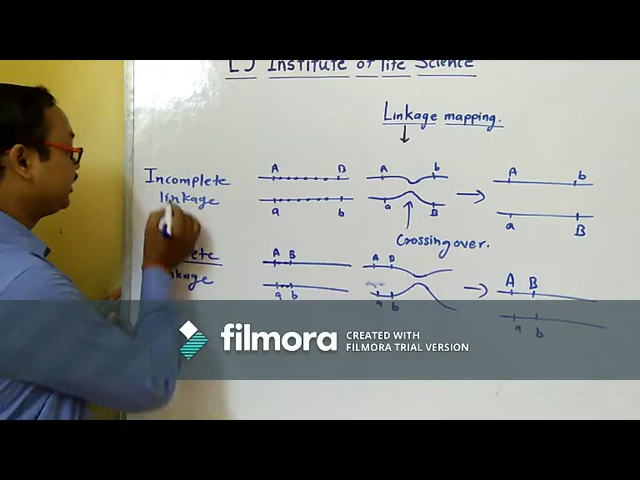 LJ Institute of life Science
Linkage mapping.
Incomplete
linkage
A B A b A b
a b a B a B
Crossing over.
A B A B A B
a b a b a b
filmora
CREATED WITH
FILMORA TRIAL VERSION